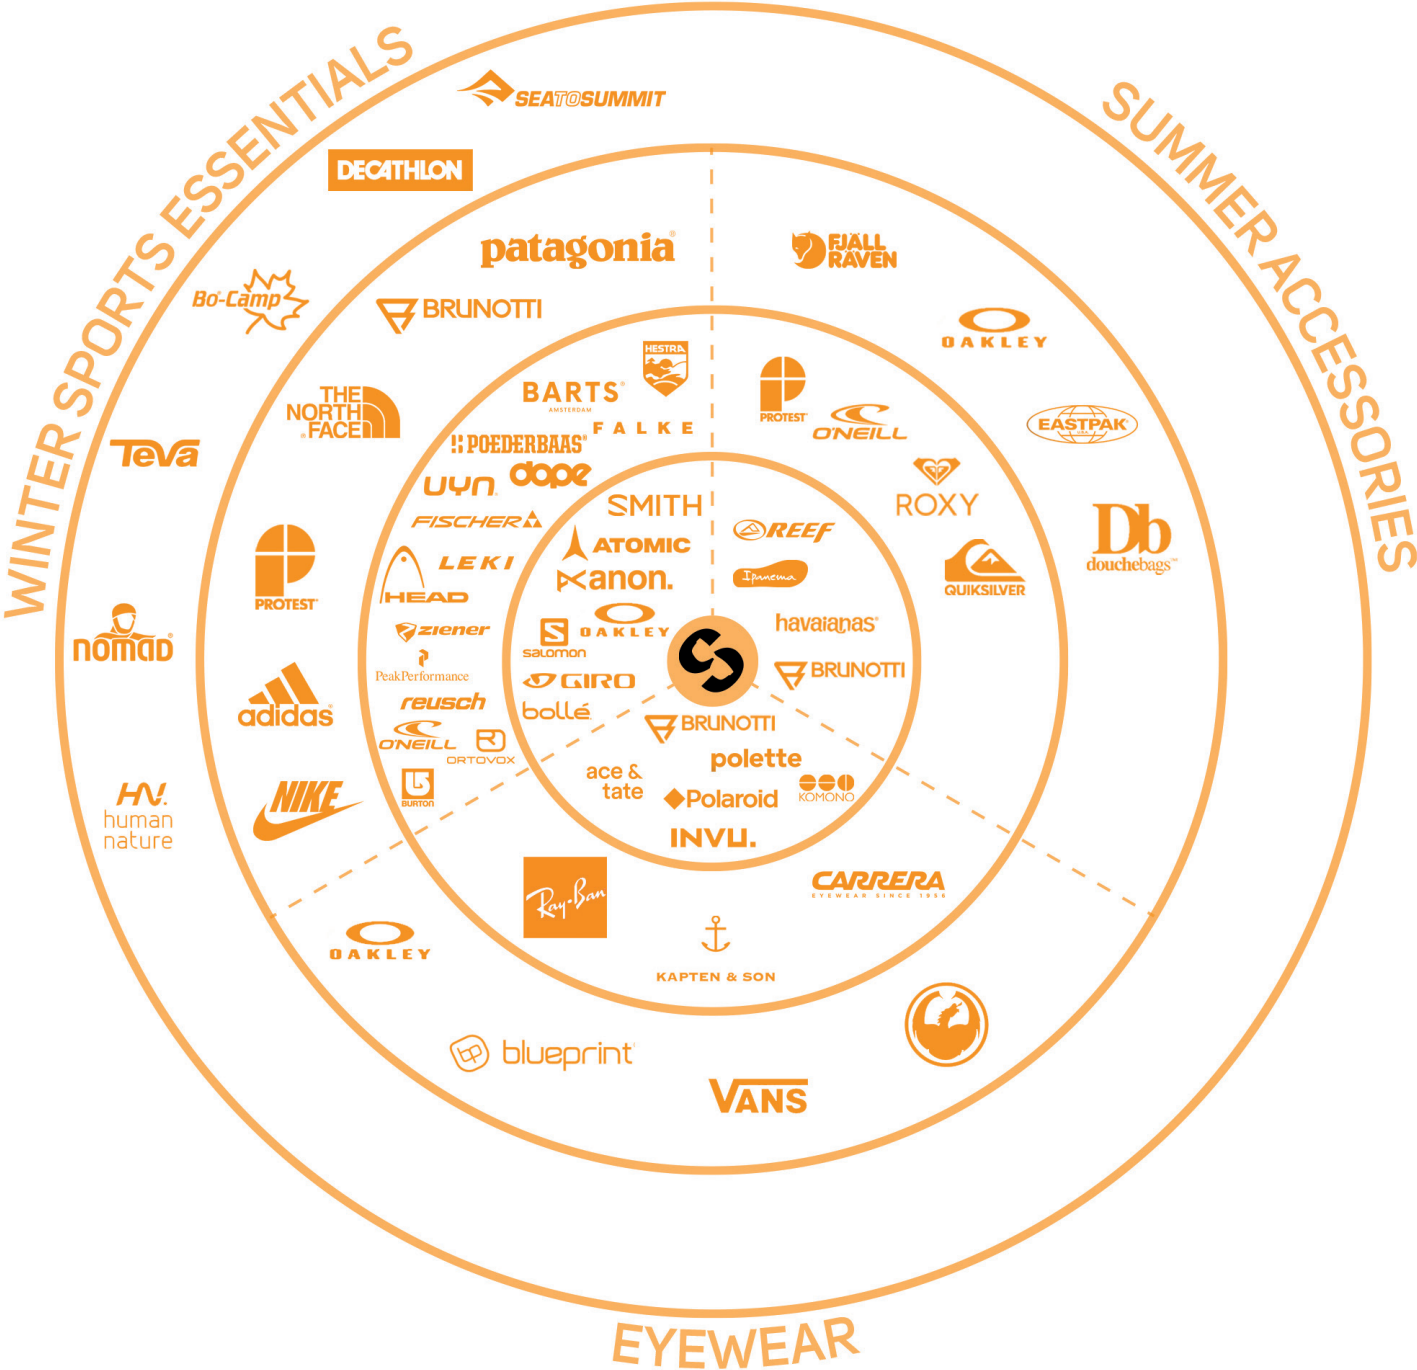 WINTER SPORTS ESSENTIALS
SUMMER ACCESSORIES
EYEWEAR
SEATOSUMMIT
DECATHLON
Bo-Camp
TeVa
nomad
HN.
human
nature
patagonia
BRUNOTTI
THE
NORTH
FACE
PROTEST
adidas
NIKE
HESTRA
BARTS
AMSTERDAM
FALKE
POEDERBAAS
dope
UYN
FISCHER
LEKI
HEAD
ziener
PeakPerformance
reusch
O'NEILL
ORTOVOX
BURTON
SMITH
ATOMIC
anon.
OAKLEY
S
SALOMON
GIRO
bollé
FJÄLL
RÄVEN
OAKLEY
EASTPAK
USA
Db
douchebags
PROTEST
O'NEILL
ROXY
QUIKSILVER
REEF
Ipanema
havaianas
BRUNOTTI
BRUNOTTI
polette
ace &
tate
Polaroid
KOMONO
INVU.
Ray-Ban
CARRERA
EYEWEAR SINCE 1956
KAPTEN & SON
OAKLEY
bp blueprint
VANS